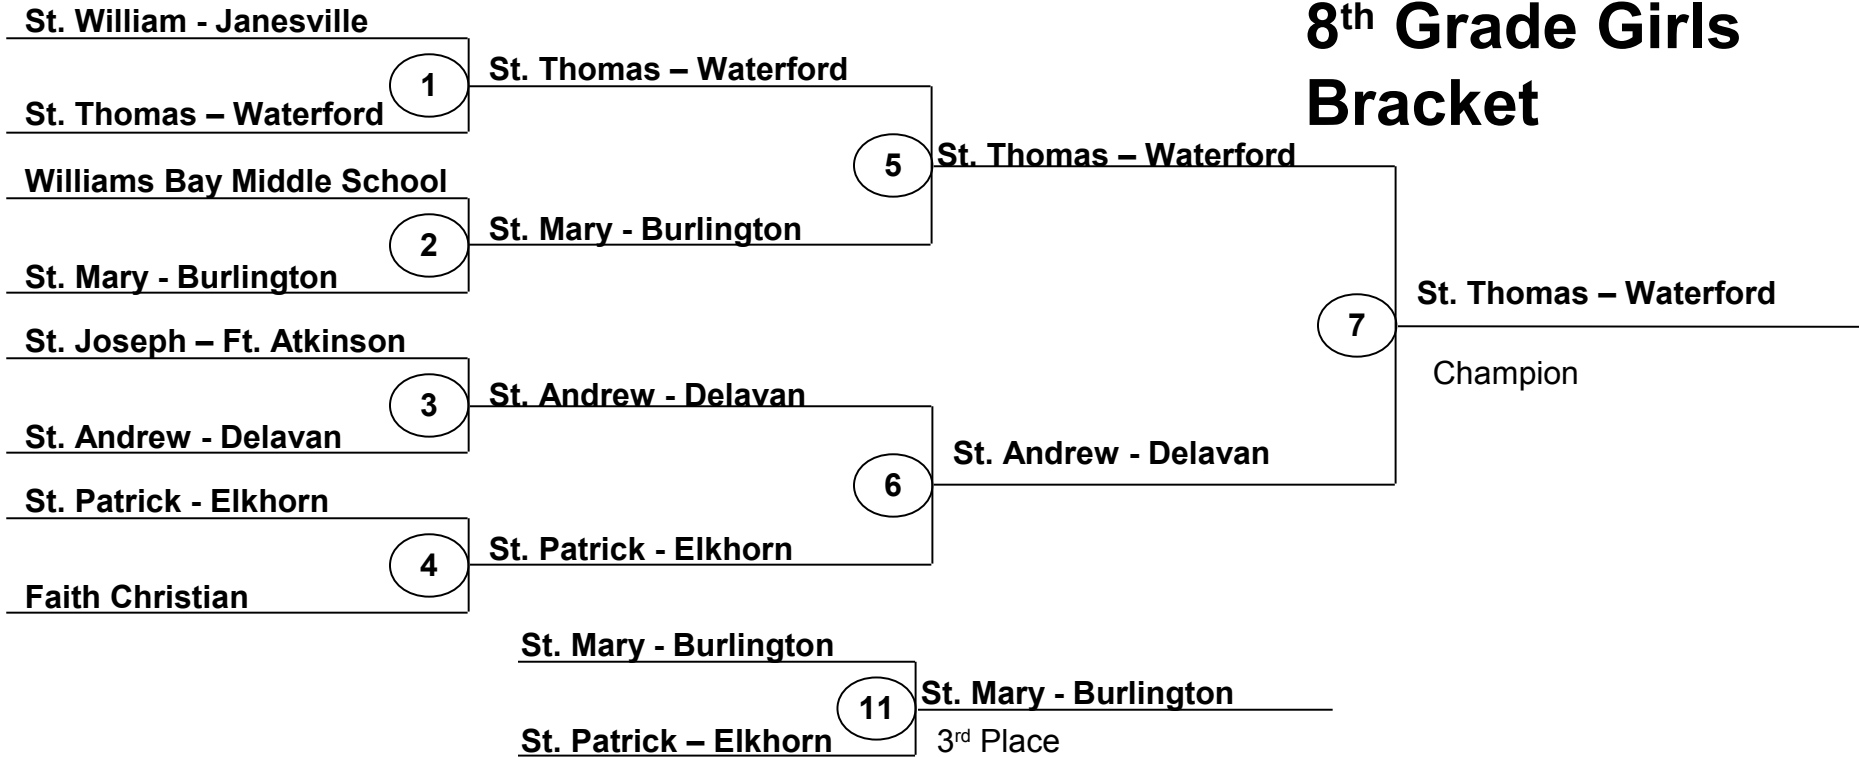 8th Grade Girls
Bracket
St. William - Janesville
1
St. Thomas – Waterford
St. Thomas – Waterford
Williams Bay Middle School
2
St. Mary - Burlington
St. Mary - Burlington
5
St. Thomas – Waterford
St. Joseph – Ft. Atkinson
3
St. Andrew - Delavan
St. Andrew - Delavan
St. Patrick - Elkhorn
4
Faith Christian
St. Patrick - Elkhorn
6
St. Andrew - Delavan
7
St. Thomas – Waterford
Champion
St. Mary - Burlington
11
St. Patrick – Elkhorn
St. Mary - Burlington
3rd Place